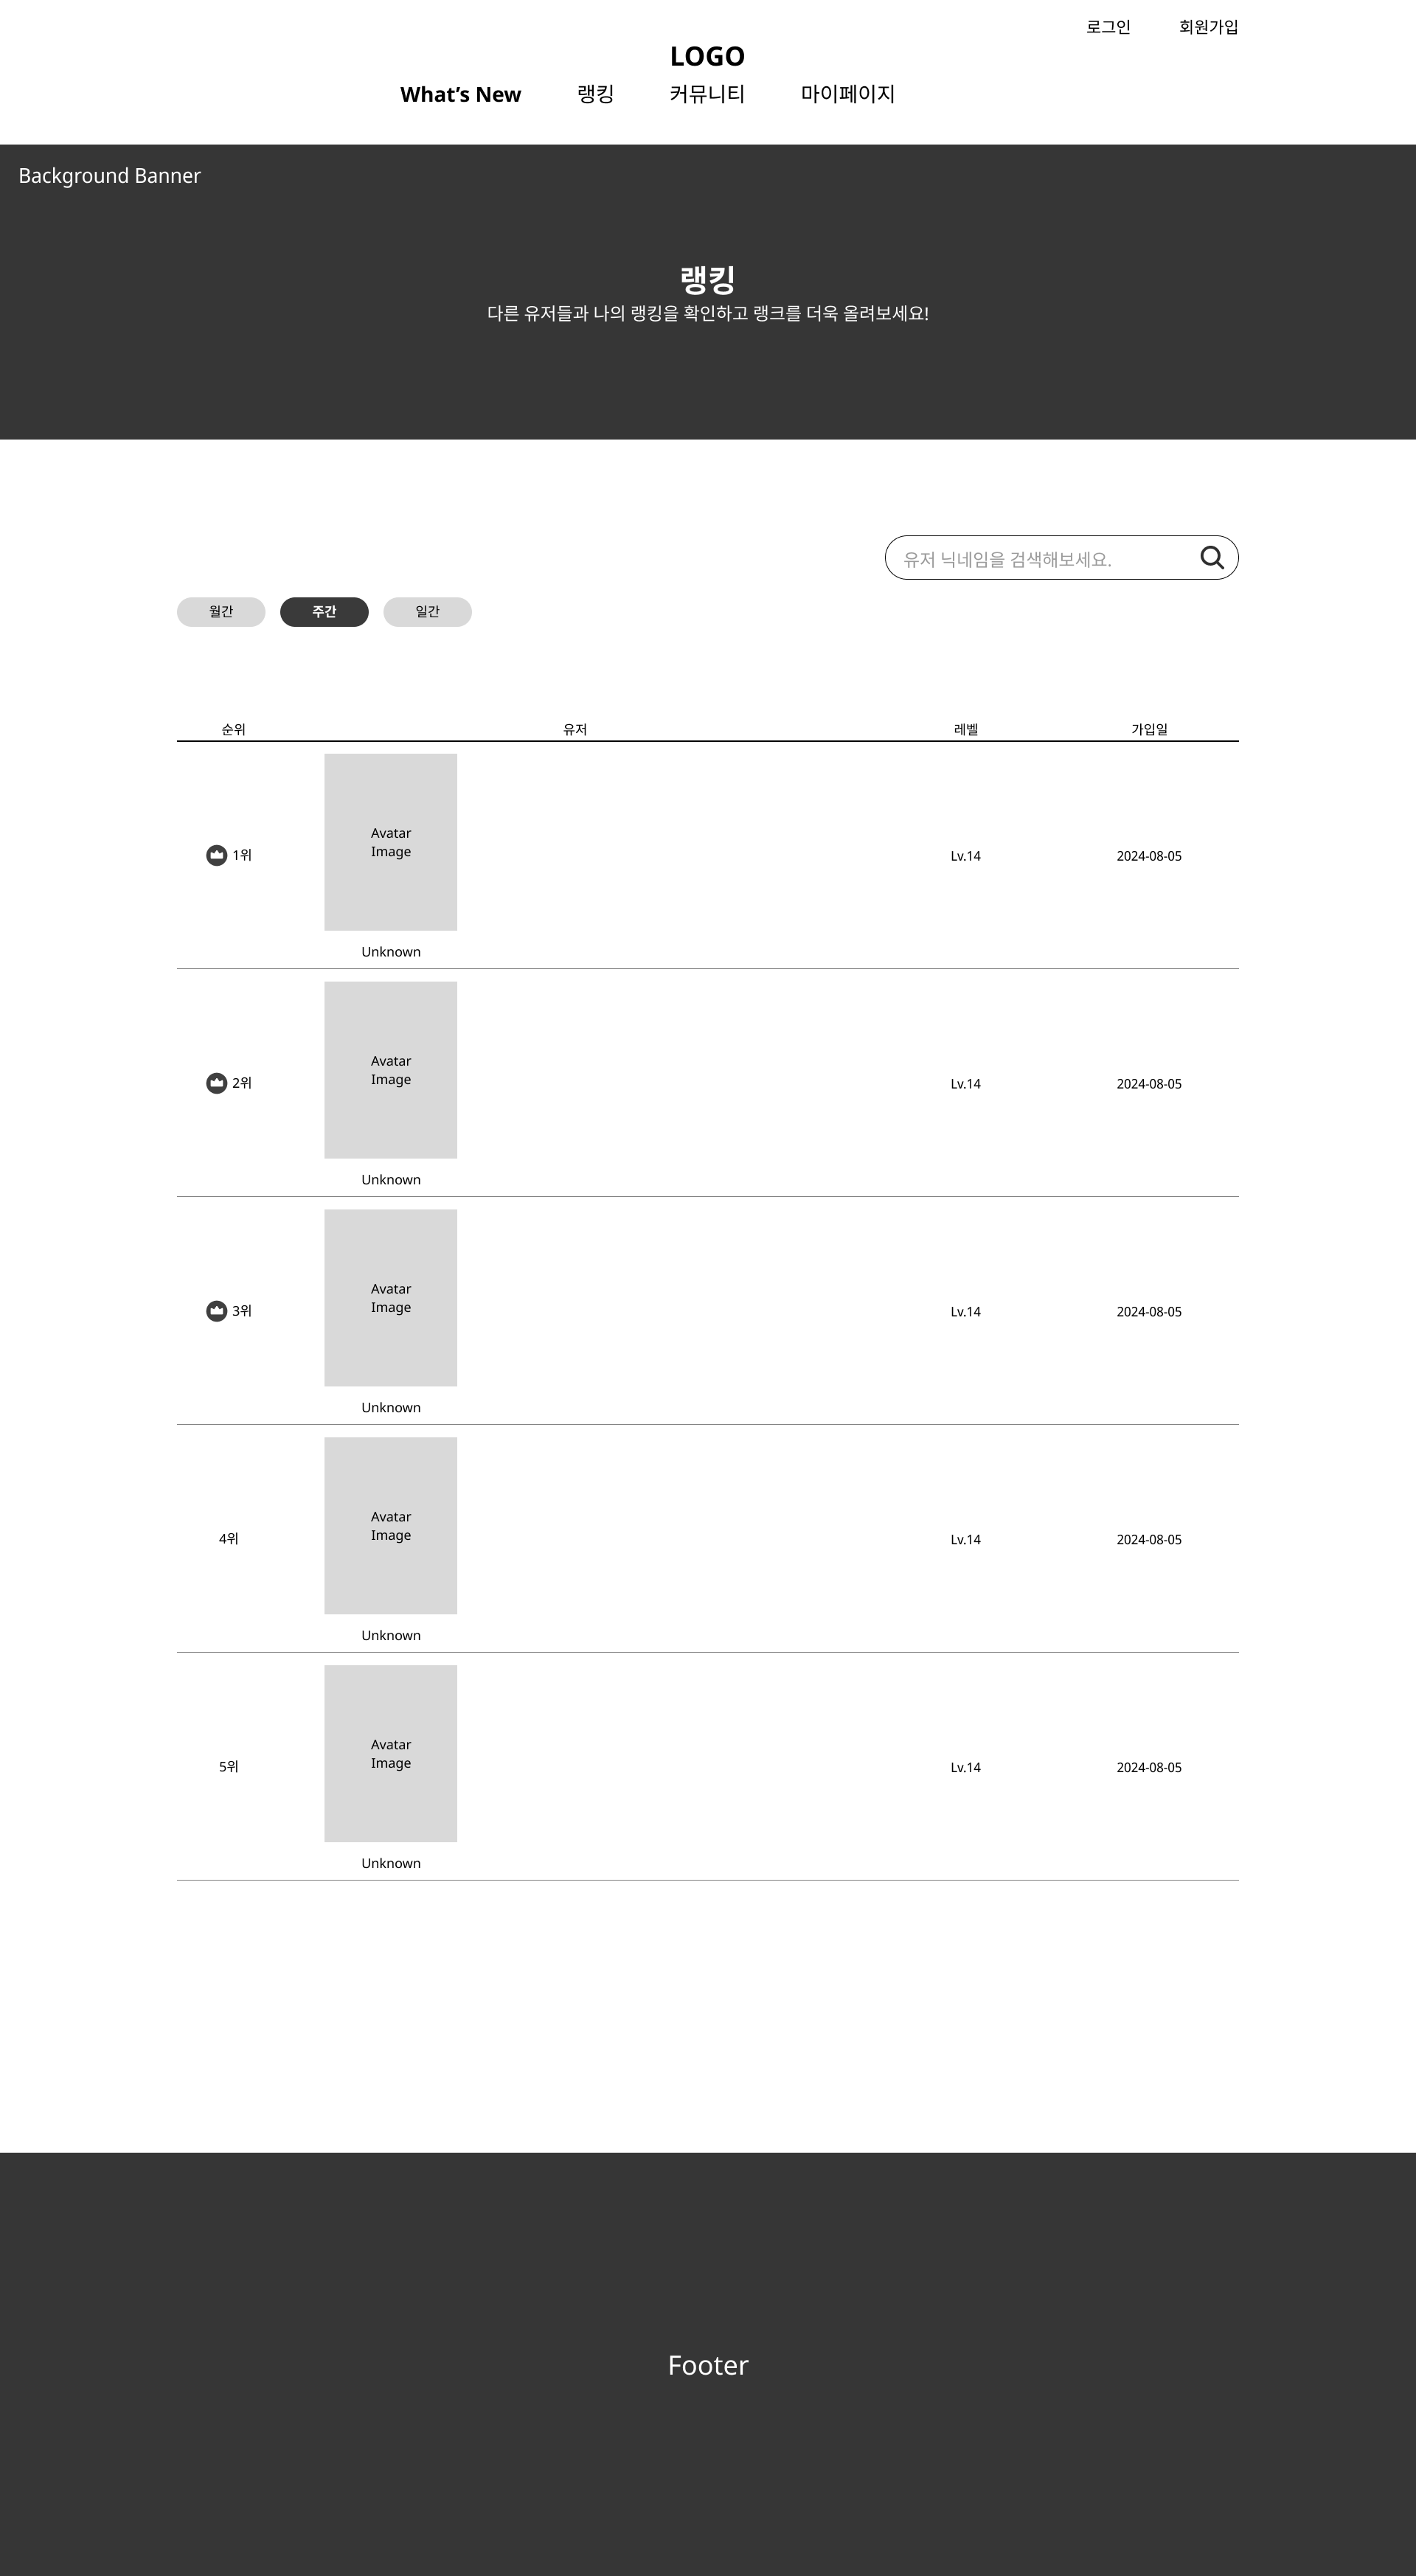 로그인 회원가입
LOGO
What’s New 랭킹 커뮤니티 마이페이지
Background Banner
랭킹
다른 유저들과 나의 랭킹을 확인하고 랭크를 더욱 올려보세요!
유저 닉네임을 검색해보세요.
월간 주간 일간
순위 유저 레벨 가입일
Avatar
Image
1위 Lv.14 2024-08-05
Unknown
Avatar
Image
2위 Lv.14 2024-08-05
Unknown
Avatar
Image
3위 Lv.14 2024-08-05
Unknown
Avatar
Image
4위 Lv.14 2024-08-05
Unknown
Avatar
Image
5위 Lv.14 2024-08-05
Unknown
Footer